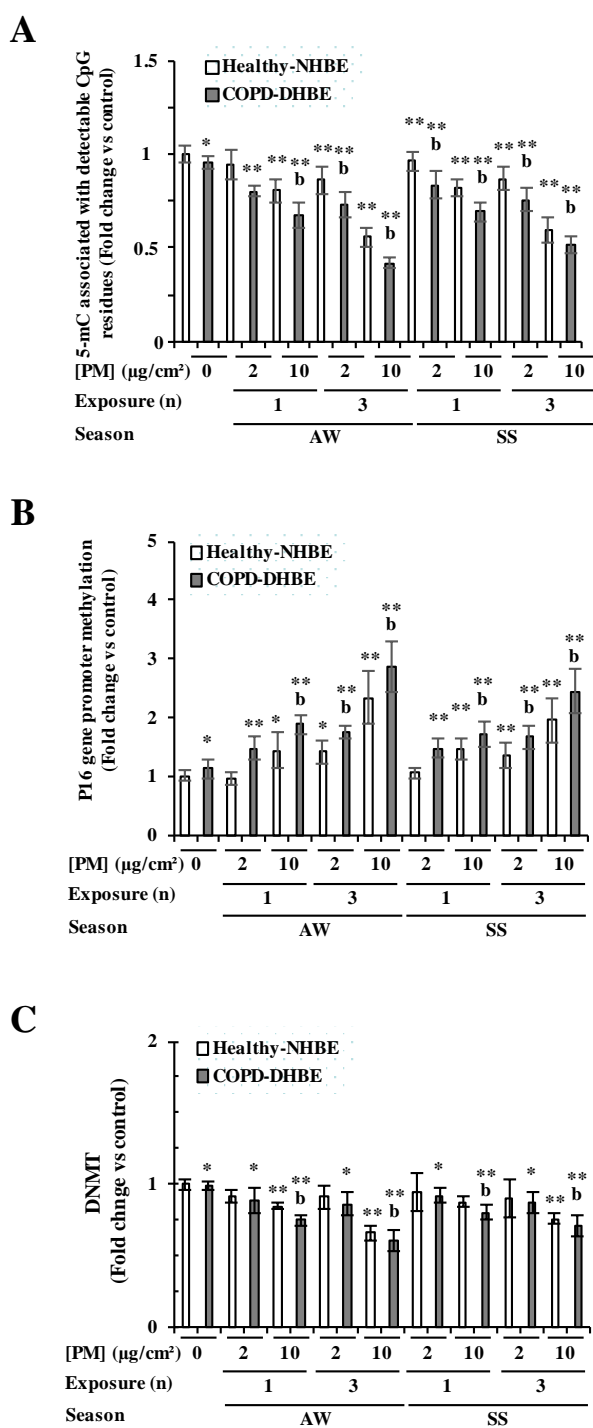 A
5-mC associated with detectable CpG
residues (Fold change vs control)
Healthy-NHBE
COPD-DHBE
1.5
1
0.5
0
* ** ** ** b **** b ** ** b ** ** b **** b **** b ** ** b
[PM] (µg/cm²) 0 2 10 2 10 2 10 2 10
Exposure (n) 1 3 1 3
Season AW SS
B
P16 gene promoter methylation
(Fold change vs control)
Healthy-NHBE
COPD-DHBE
5
4
3
2
1
0
* ** * ** b * ** b ** ** b ** ** ** b ** ** b ** ** b
[PM] (µg/cm²) 0 2 10 2 10 2 10 2 10
Exposure (n) 1 3 1 3
Season AW SS
C
DNMT
(Fold chnge vs control)
Healthy-NHBE
COPD-DHBE
2
1
0
* * ** ** b * ** ** b * ** b * ** ** b
[PM] (µg/cm²) 0 2 10 2 10 2 10 2 10
Exposure (n) 1 3 1 3
Season AW SS